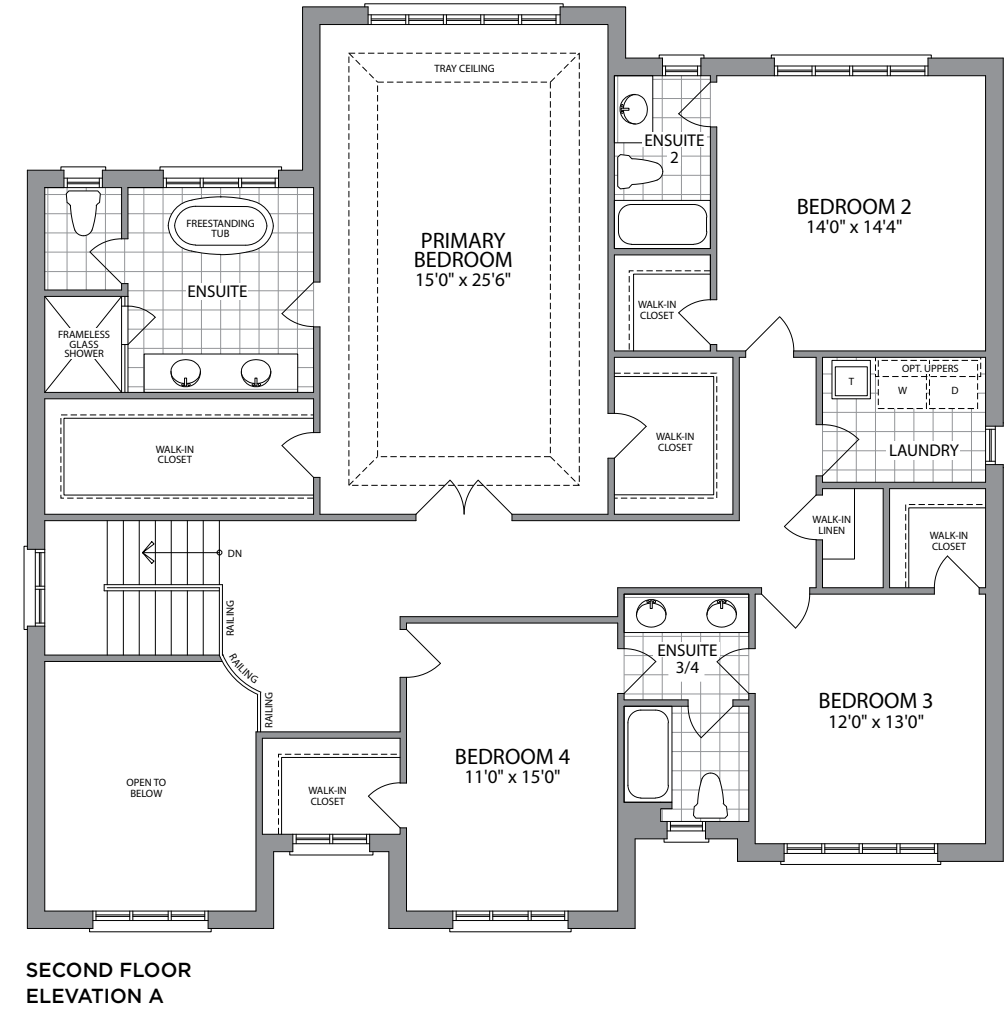 TRAY CEILING
PRIMARY
BEDROOM
15'0" x 25'6"
ENSUITE
2
BEDROOM 2
14'0" x 14'4"
FREESTANDING
TUB
ENSUITE
FRAMELESS
GLASS
SHOWER
WALK-IN
CLOSET
WALK-IN
CLOSET
WALK-IN
CLOSET
OPT. UPPERS
T
W
D
LAUNDRY
WALK-IN
LINEN
WALK-IN
CLOSET
DN
RAILING
RAILING
RAILING
ENSUITE
3/4
BEDROOM 3
12'0" x 13'0"
BEDROOM 4
11'0" x 15'0"
OPEN TO
BELOW
WALK-IN
CLOSET
SECOND FLOOR
ELEVATION A